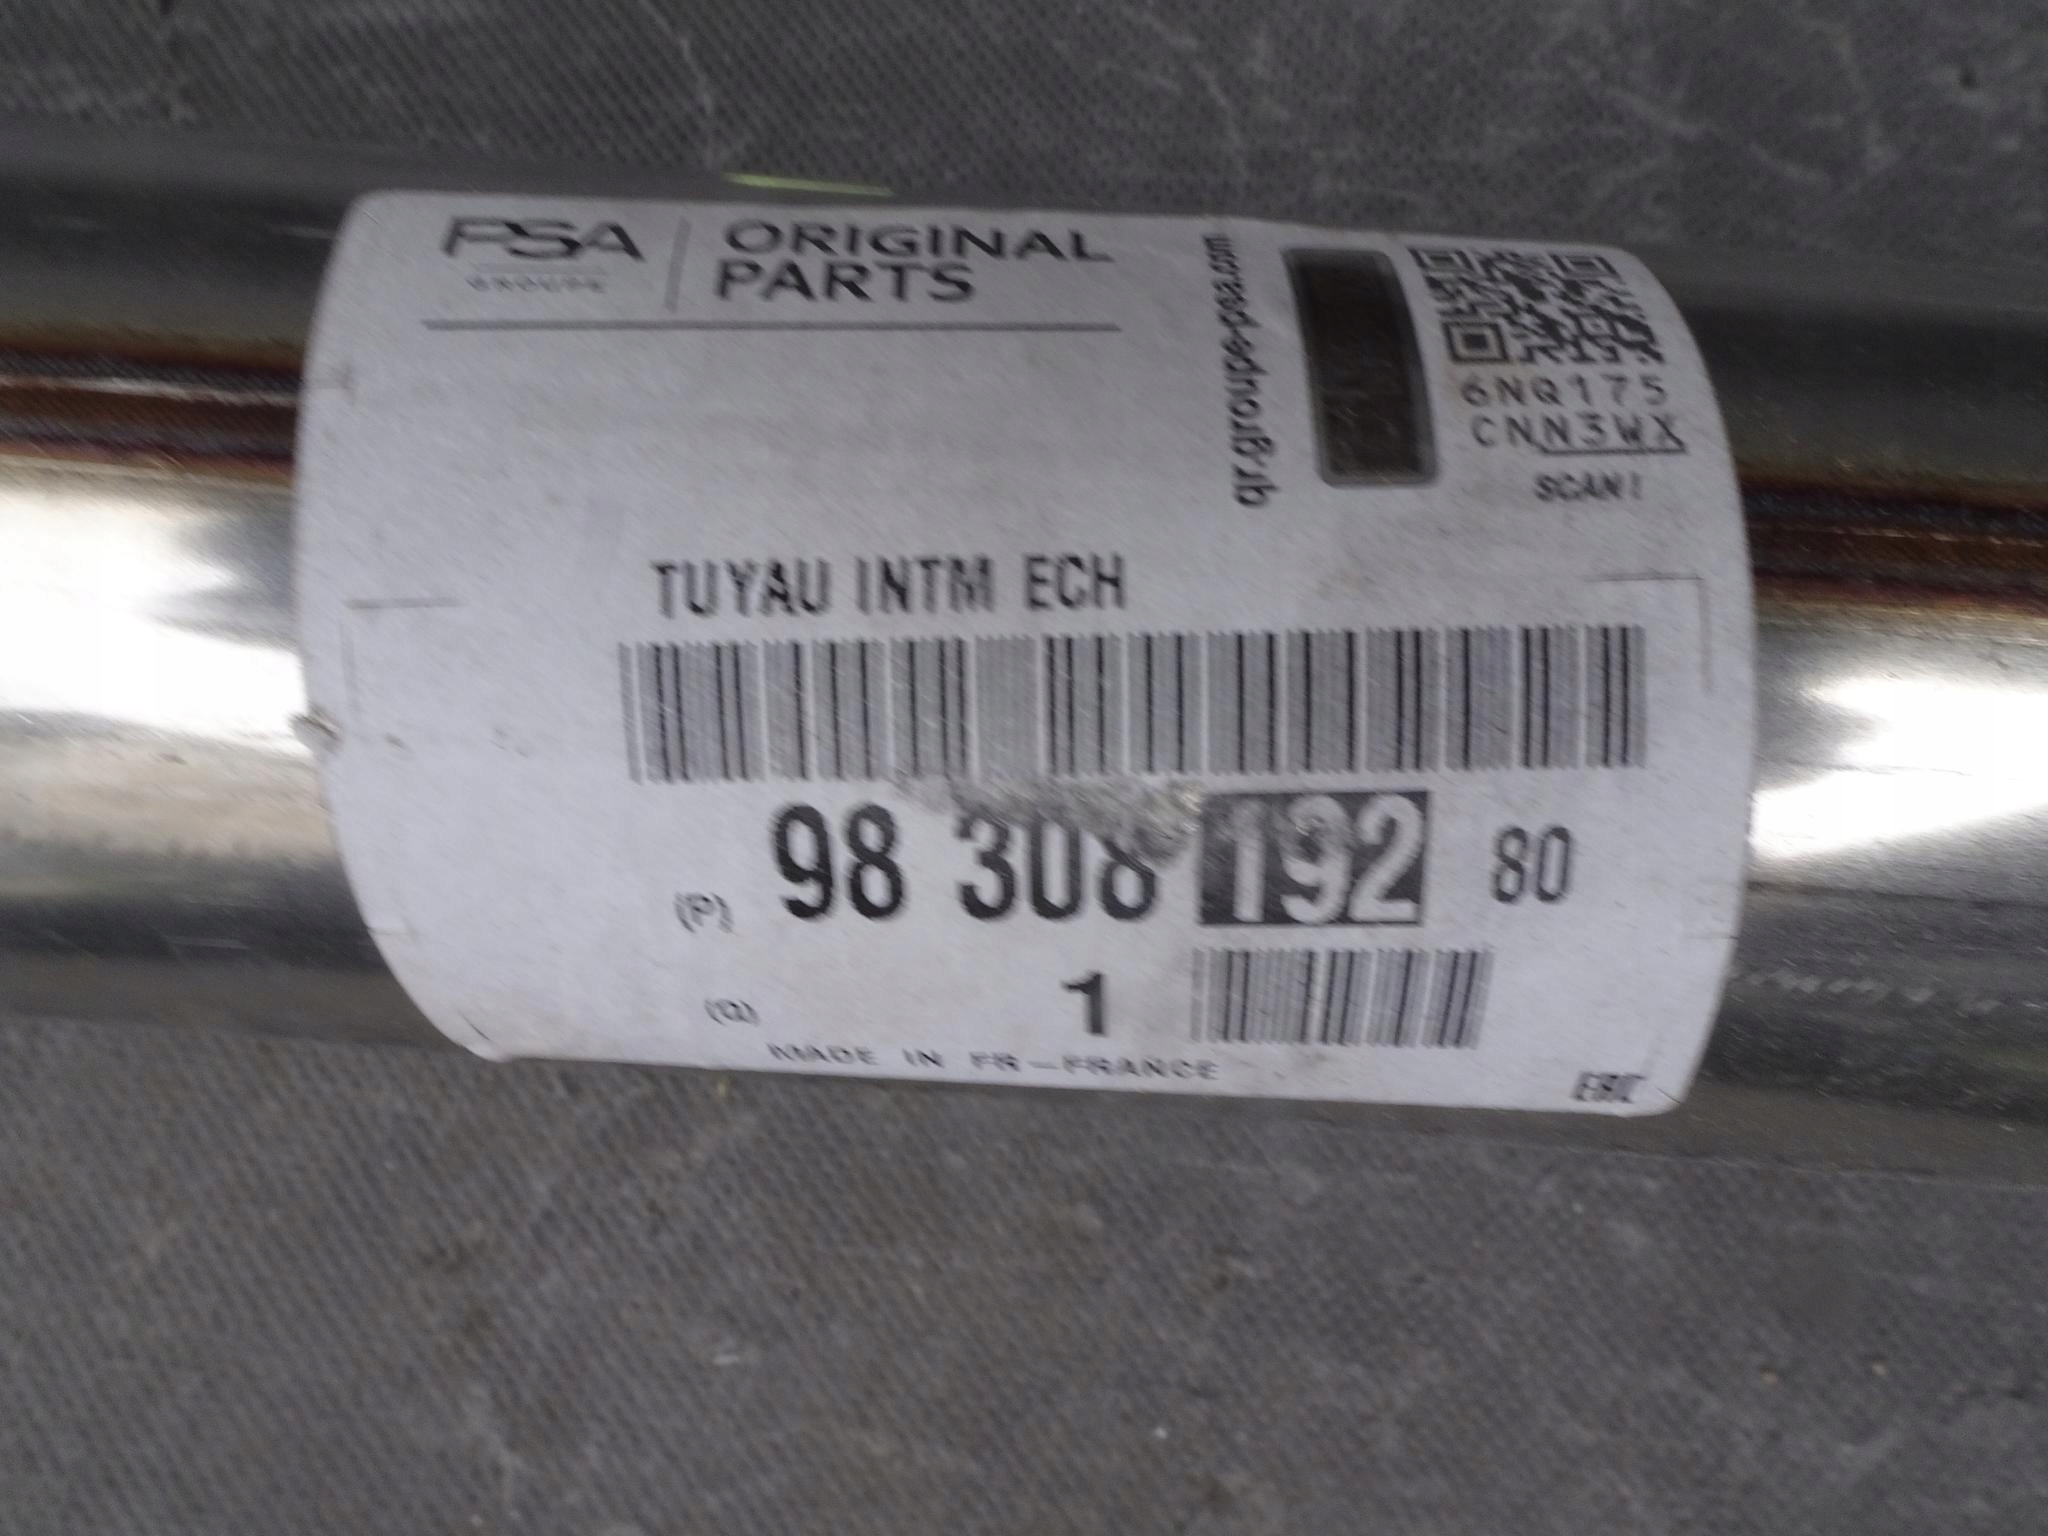 PSA
GROUPE
ORIGINAL
PARTS
qr.groupe-psa.com
6NQ175
CNN3WX
SCAN!
TUYAU INTM ECH
(P) 98 308 192 80
(Q) 1
MADE IN FR-FRANCE